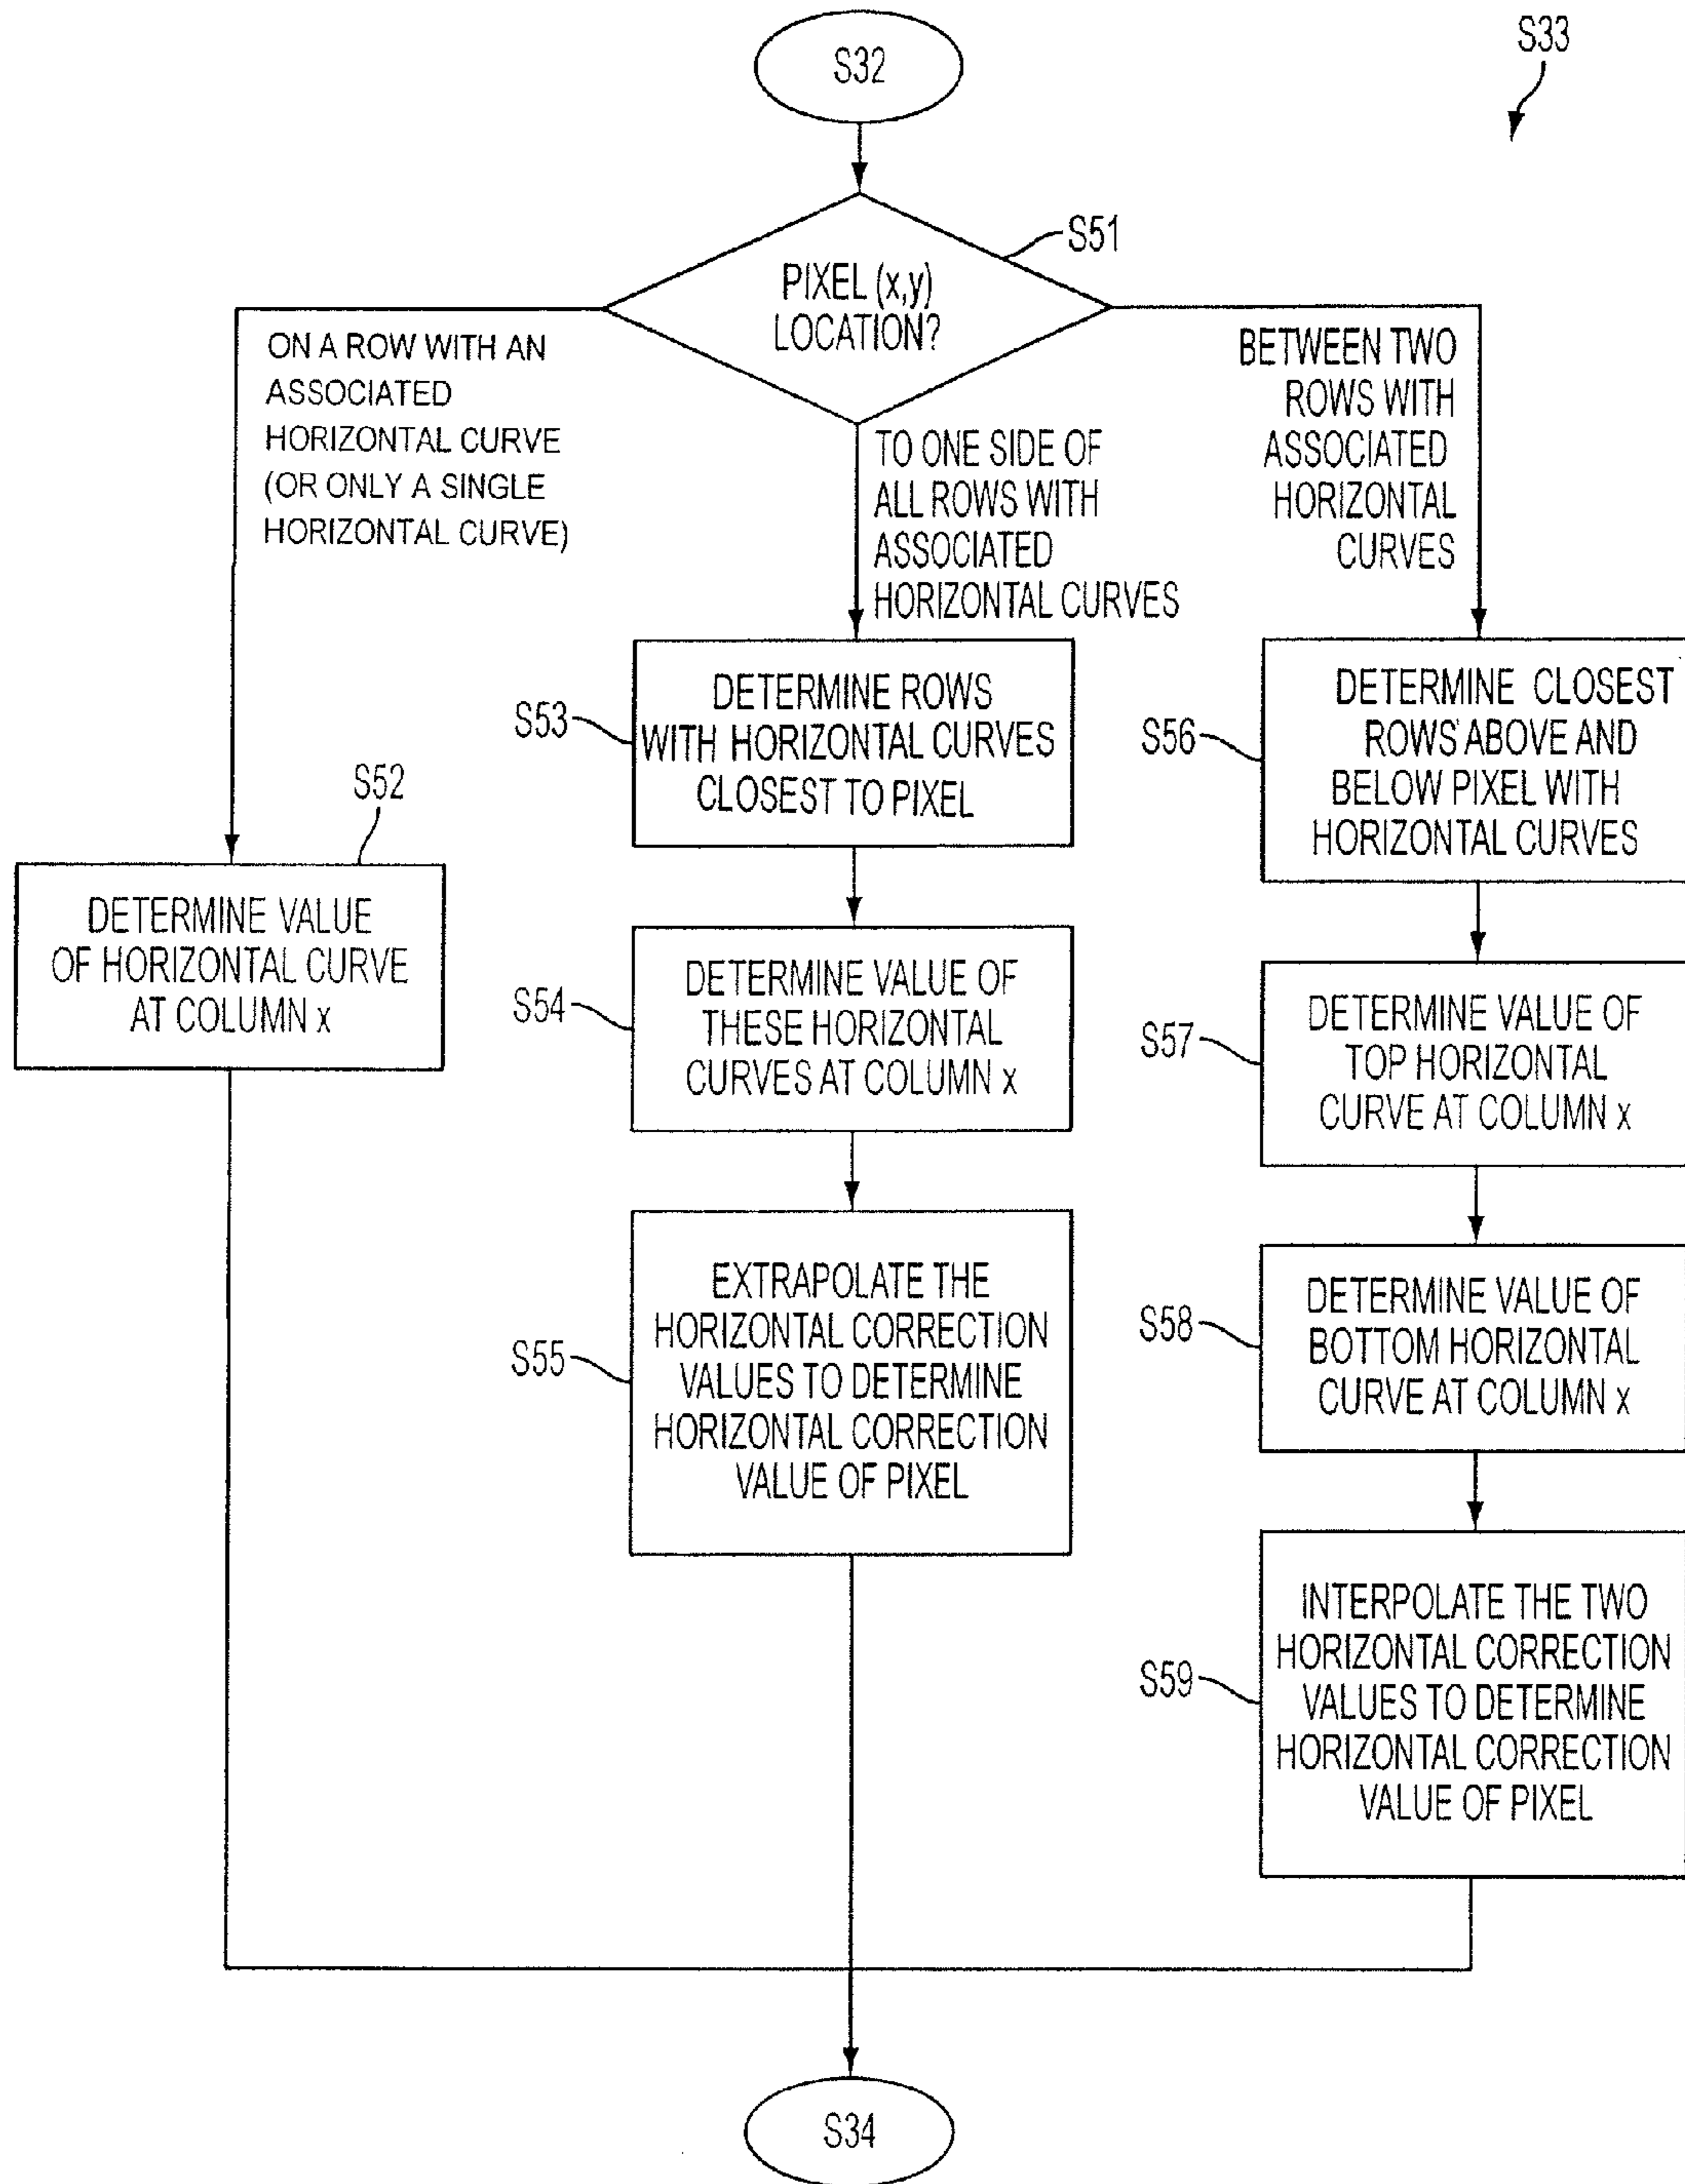 S32
S33
S51
PIXEL (x,y)
LOCATION?
ON A ROW WITH AN
ASSOCIATED
HORIZONTAL CURVE
(OR ONLY A SINGLE
HORIZONTAL CURVE)
TO ONE SIDE OF
ALL ROWS WITH
ASSOCIATED
HORIZONTAL CURVES
BETWEEN TWO
ROWS WITH
ASSOCIATED
HORIZONTAL
CURVES
S52
DETERMINE VALUE
OF HORIZONTAL CURVE
AT COLUMN x
S53
DETERMINE ROWS
WITH HORIZONTAL CURVES
CLOSEST TO PIXEL
S54
DETERMINE VALUE OF
THESE HORIZONTAL
CURVES AT COLUMN x
S55
EXTRAPOLATE THE
HORIZONTAL CORRECTION
VALUES TO DETERMINE
HORIZONTAL CORRECTION
VALUE OF PIXEL
S56
DETERMINE CLOSEST
ROWS ABOVE AND
BELOW PIXEL WITH
HORIZONTAL CURVES
S57
DETERMINE VALUE OF
TOP HORIZONTAL
CURVE AT COLUMN x
S58
DETERMINE VALUE OF
BOTTOM HORIZONTAL
CURVE AT COLUMN x
S59
INTERPOLATE THE TWO
HORIZONTAL CORRECTION
VALUES TO DETERMINE
HORIZONTAL CORRECTION
VALUE OF PIXEL
S34